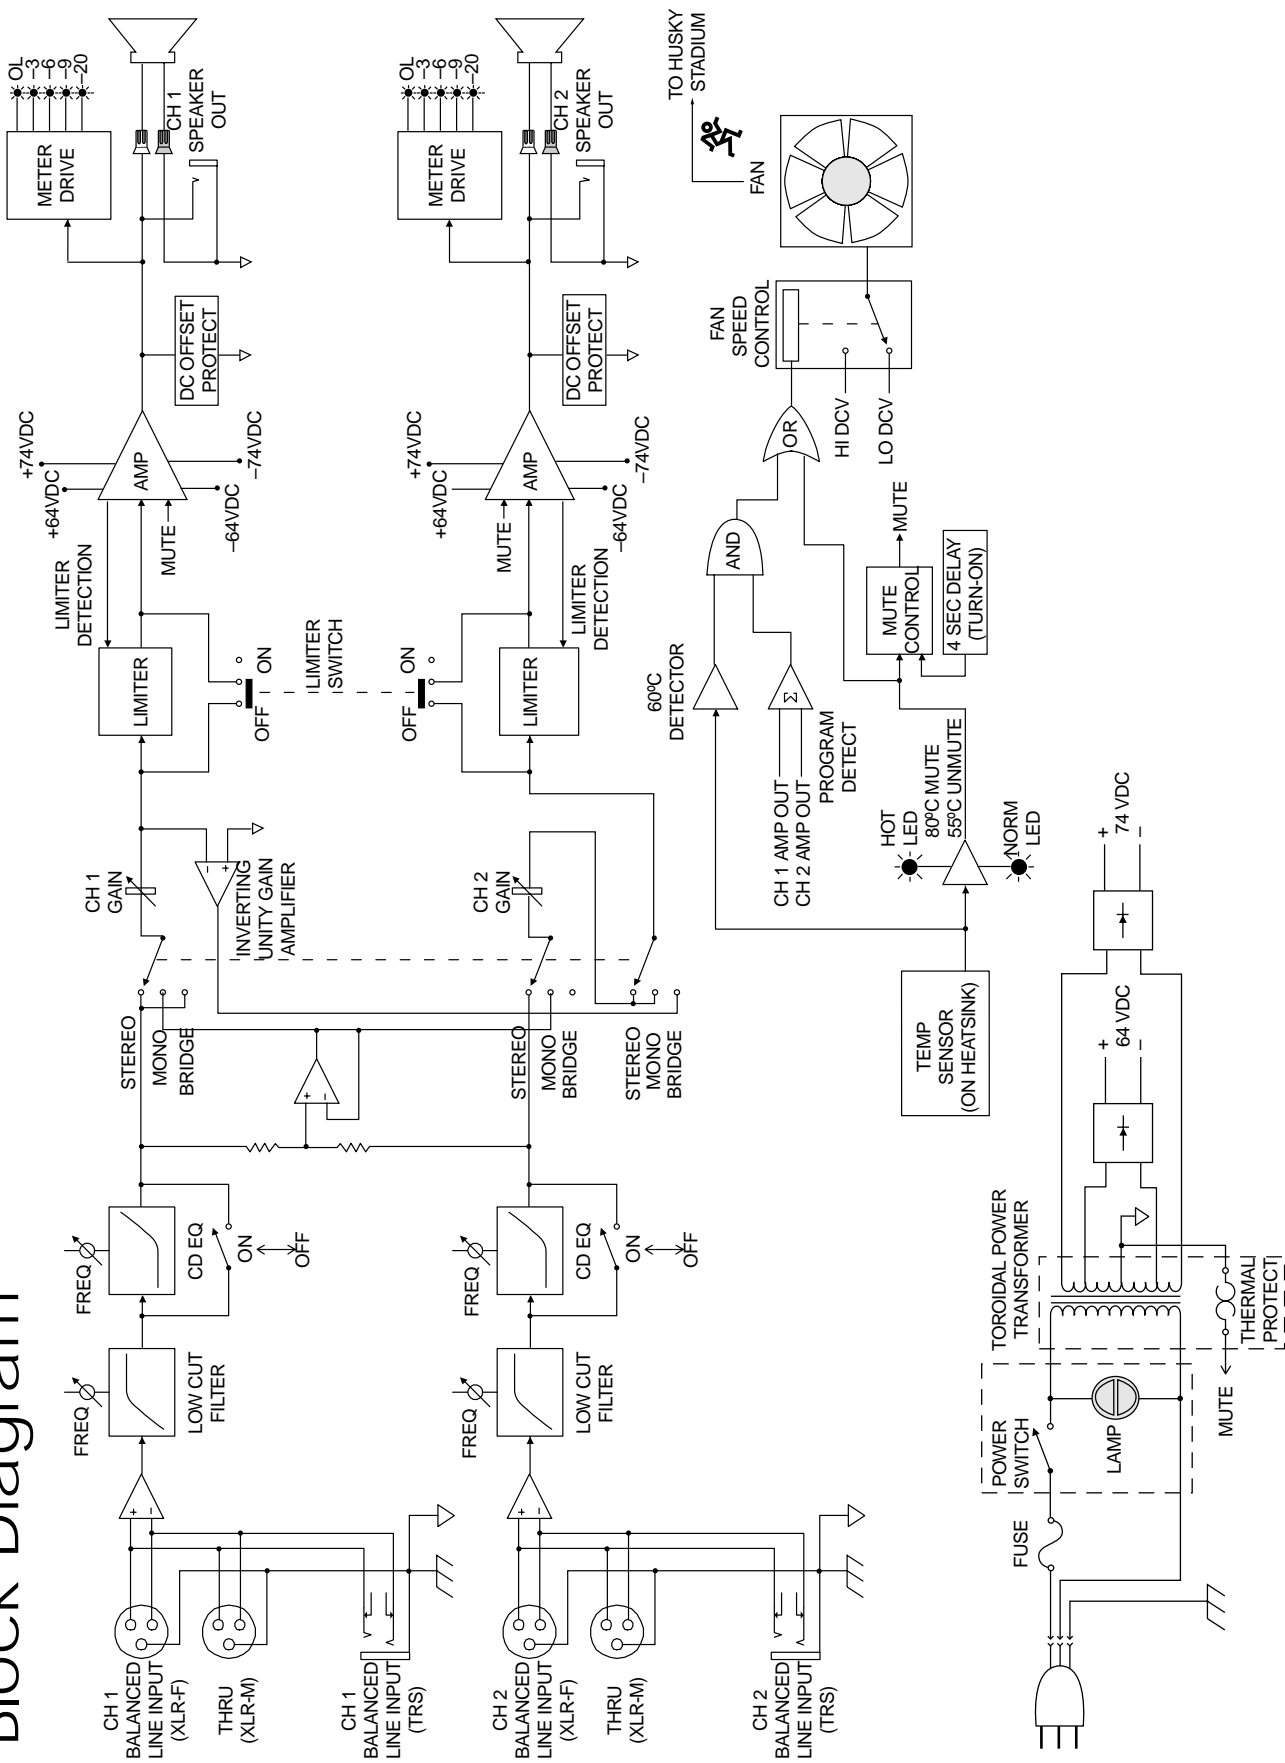 Block Diagram
CH 1
BALANCED
LINE INPUT
(XLR-F)
THRU
(XLR-M)
CH 1
BALANCED
LINE INPUT
(TRS)
+
–
FREQ
LOW CUT
FILTER
FREQ
CD EQ
ON
OFF
STEREO
MONO
BRIDGE
+
–
CH 1
GAIN
–
+
INVERTING
UNITY GAIN
AMPLIFIER
LIMITER
OFF
ON
LIMITER
SWITCH
LIMITER
DETECTION
MUTE
AMP
+64VDC
+74VDC
–64VDC
–74VDC
DC OFFSET
PROTECT
METER
DRIVE
OL
–3
–6
–9
–20
CH 1
SPEAKER
OUT
CH 2
BALANCED
LINE INPUT
(XLR-F)
THRU
(XLR-M)
CH 2
BALANCED
LINE INPUT
(TRS)
+
–
FREQ
LOW CUT
FILTER
FREQ
CD EQ
ON
OFF
STEREO
MONO
BRIDGE
STEREO
MONO
BRIDGE
CH 2
GAIN
OFF
ON
LIMITER
LIMITER
DETECTION
MUTE
AMP
+64VDC
+74VDC
–64VDC
–74VDC
DC OFFSET
PROTECT
METER
DRIVE
OL
–3
–6
–9
–20
CH 2
SPEAKER
OUT
TEMP
SENSOR
(ON HEATSINK)
HOT
LED
80ºC MUTE
55ºC UNMUTE
NORM
LED
60ºC
DETECTOR
CH 1 AMP OUT
CH 2 AMP OUT
Σ
PROGRAM
DETECT
AND
MUTE
CONTROL
MUTE
4 SEC DELAY
(TURN-ON)
OR
HI DCV
LO DCV
FAN
SPEED
CONTROL
FAN
TO HUSKY
STADIUM
FUSE
POWER
SWITCH
LAMP
TOROIDAL POWER
TRANSFORMER
THERMAL
PROTECT
MUTE
+
64 VDC
–
+
74 VDC
–